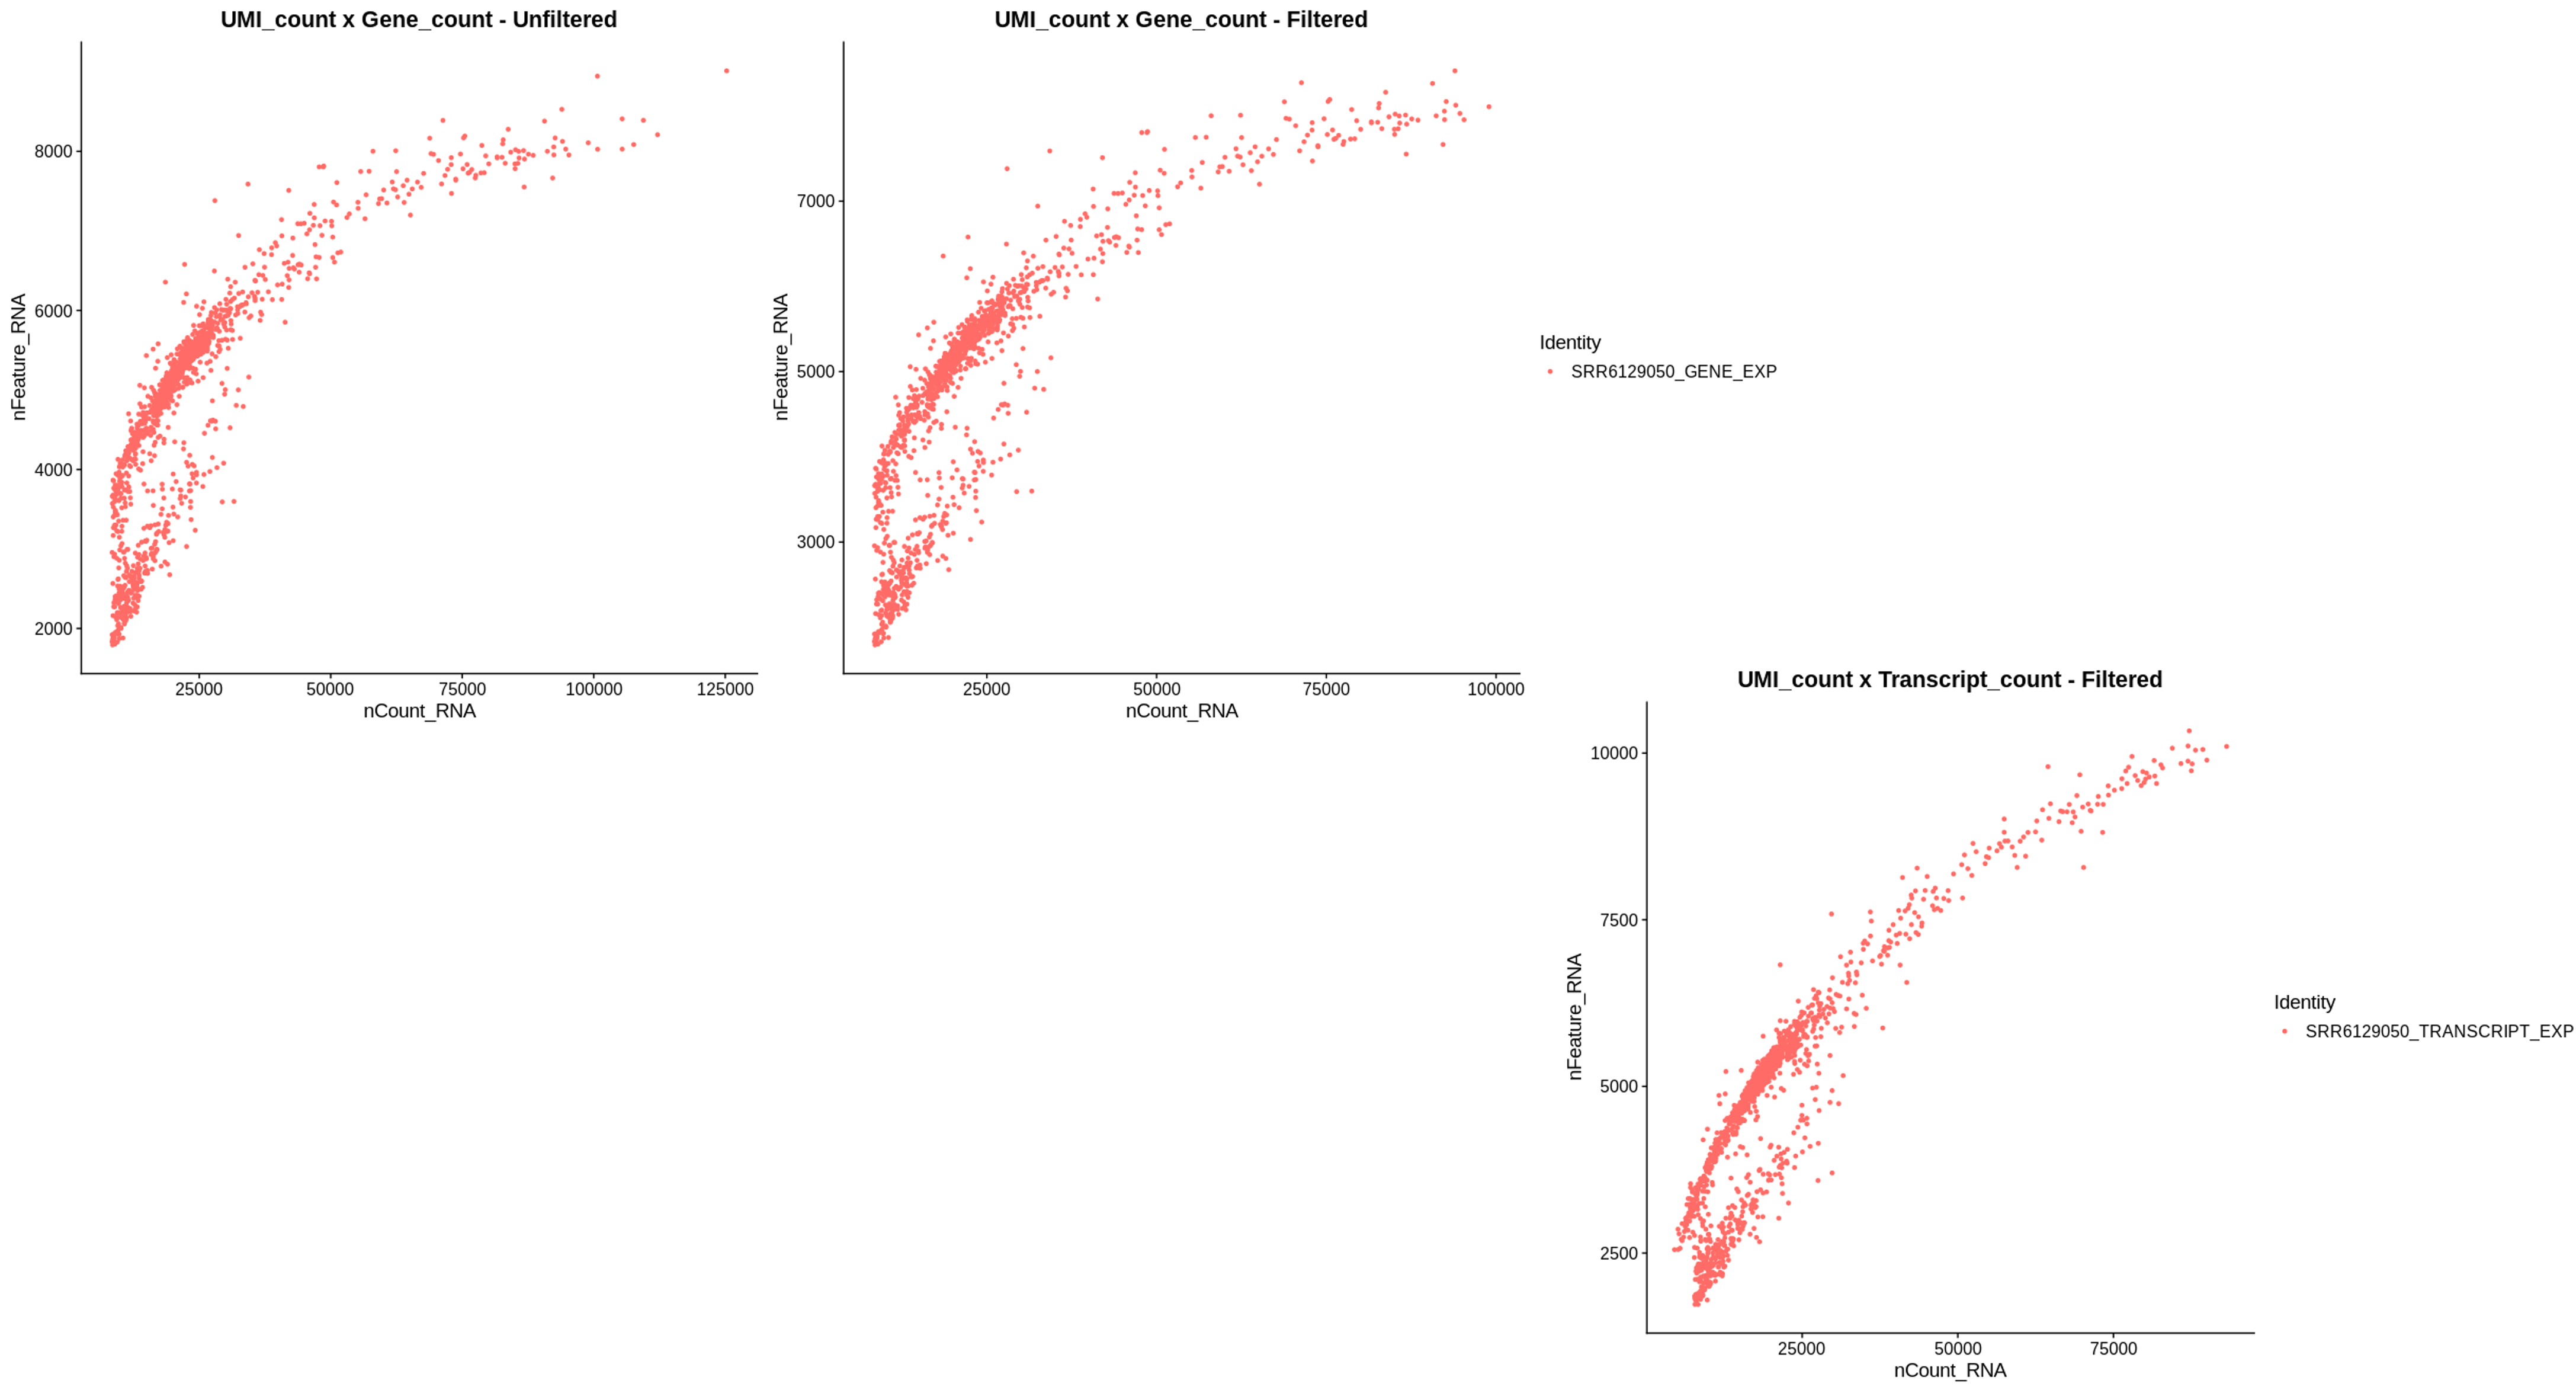 UMI_count x Gene_count - Unfiltered
8000
6000
4000
2000
nFeature_RNA
25000 50000 75000 100000 125000
nCount_RNA
UMI_count x Gene_count - Filtered
7000
5000
3000
nFeature_RNA
25000 50000 75000 100000
nCount_RNA
Identity
SRR6129050_GENE_EXP
UMI_count x Transcript_count - Filtered
10000
7500
5000
2500
nFeature_RNA
25000 50000 75000
nCount_RNA
Identity
SRR6129050_TRANSCRIPT_EXP